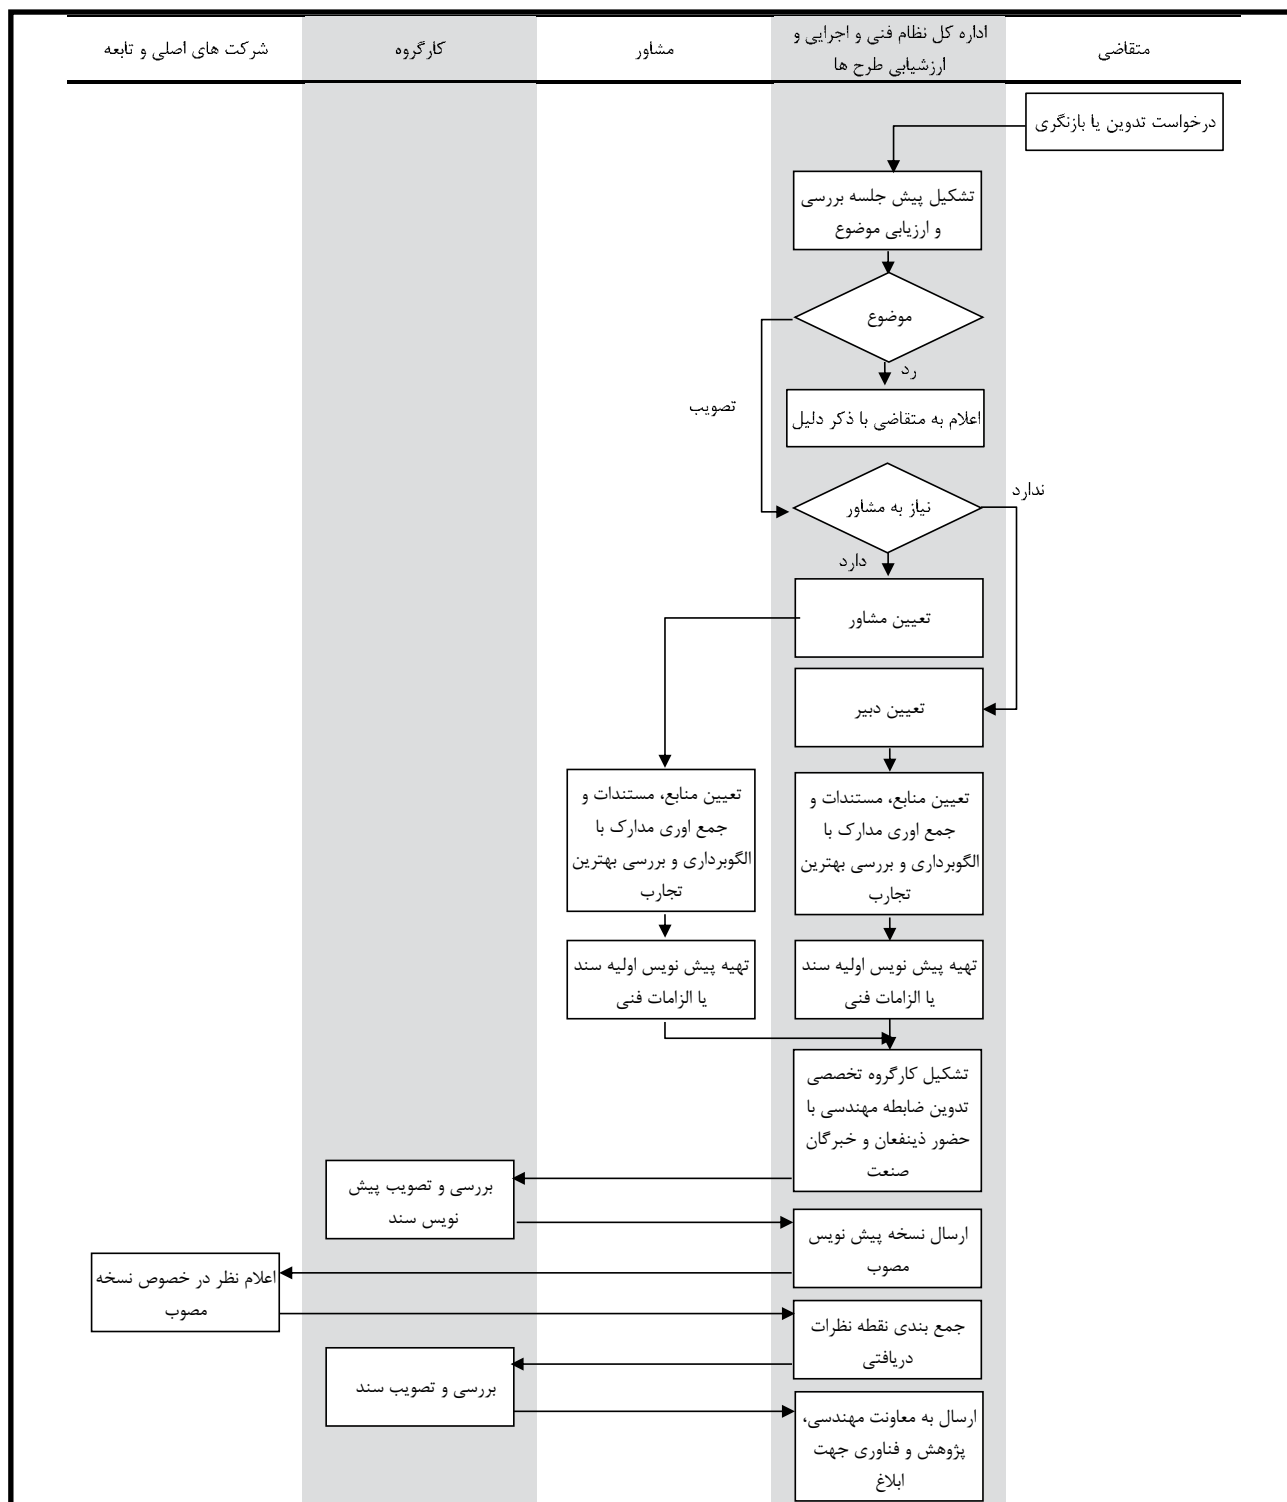 متقاضی
اداره کل نظام فنی و اجرایی و
ارزشیابی طرح ها
مشاور
کارگروه
شرکت های اصلی و تابعه
درخواست تدوین یا بازنگری
تشکیل پیش جلسه بررسی
و ارزیابی موضوع
موضوع
رد
تصویب
اعلام به متقاضی با ذکر دلیل
نیاز به مشاور
ندارد
دارد
تعیین مشاور
تعیین دبیر
تعیین منابع، مستندات و
جمع اوری مدارک با
الگوبرداری و بررسی بهترین
تجارب
تعیین منابع، مستندات و
جمع اوری مدارک با
الگوبرداری و بررسی بهترین
تجارب
تهیه پیش نویس اولیه سند
یا الزامات فنی
تهیه پیش نویس اولیه سند
یا الزامات فنی
تشکیل کارگروه تخصصی
تدوین ضابطه مهندسی با
حضور ذینفعان و خبرگان
صنعت
بررسی و تصویب پیش
نویس سند
ارسال نسخه پیش نویس
مصوب
اعلام نظر در خصوص نسخه
مصوب
جمع بندی نقطه نظرات
دریافتی
بررسی و تصویب سند
ارسال به معاونت مهندسی،
پژوهش و فناوری جهت
ابلاغ